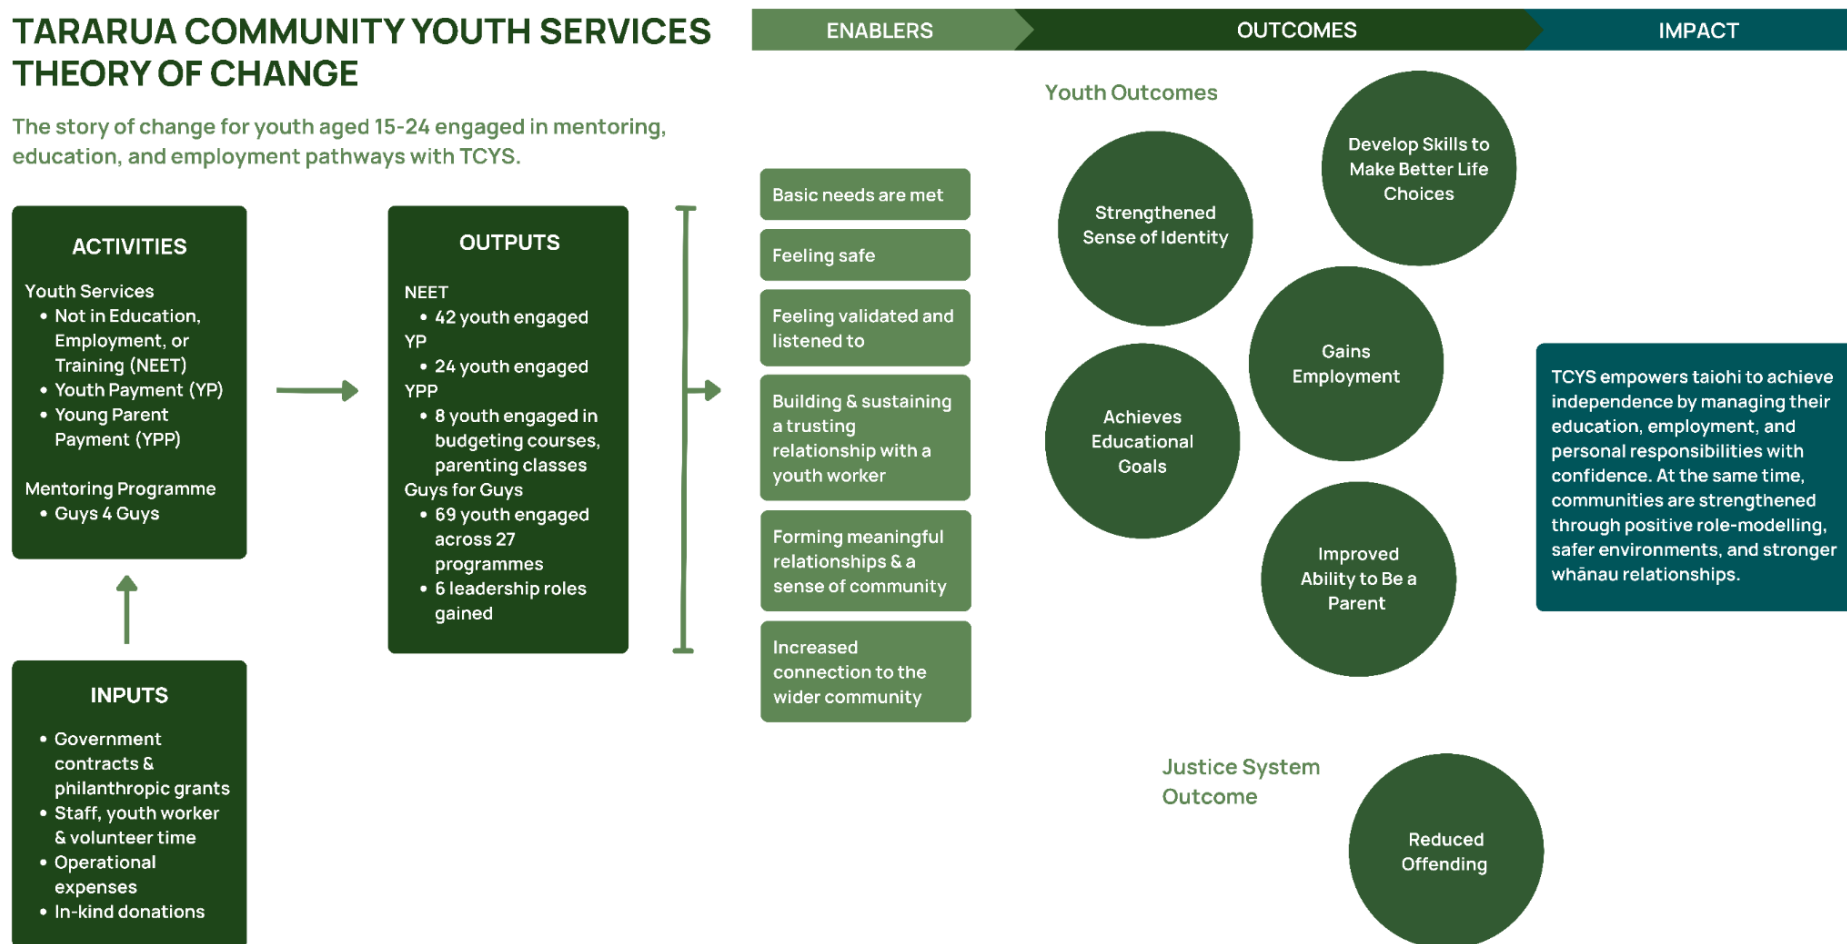 TARARUA COMMUNITY YOUTH SERVICES
THEORY OF CHANGE
The story of change for youth aged 15-24 engaged in mentoring,
education, and employment pathways with TCYS.
ACTIVITIES
Youth Services
• Not in Education,
Employment, or
Training (NEET)
• Youth Payment (YP)
• Young Parent
Payment (YPP)
Mentoring Programme
• Guys 4 Guys
INPUTS
• Government
contracts &
philanthropic grants
• Staff, youth worker
& volunteer time
• Operational
expenses
• In-kind donations
OUTPUTS
NEET
• 42 youth engaged
YP
• 24 youth engaged
YPP
• 8 youth engaged in
budgeting courses,
parenting classes
Guys for Guys
• 69 youth engaged
across 27
programmes
• 6 leadership roles
gained
ENABLERS
Basic needs are met
Feeling safe
Feeling validated and
listened to
Building & sustaining
a trusting
relationship with a
youth worker
Forming meaningful
relationships & a
sense of community
Increased
connection to the
wider community
OUTCOMES
Youth Outcomes
Strengthened
Sense of Identity
Develop Skills to
Make Better Life
Choices
Gains
Employment
Achieves
Educational
Goals
Improved
Ability to Be a
Parent
Justice System
Outcome
Reduced
Offending
IMPACT
TCYS empowers taiohi to achieve
independence by managing their
education, employment, and
personal responsibilities with
confidence. At the same time,
communities are strengthened
through positive role-modelling,
safer environments, and stronger
whānau relationships.